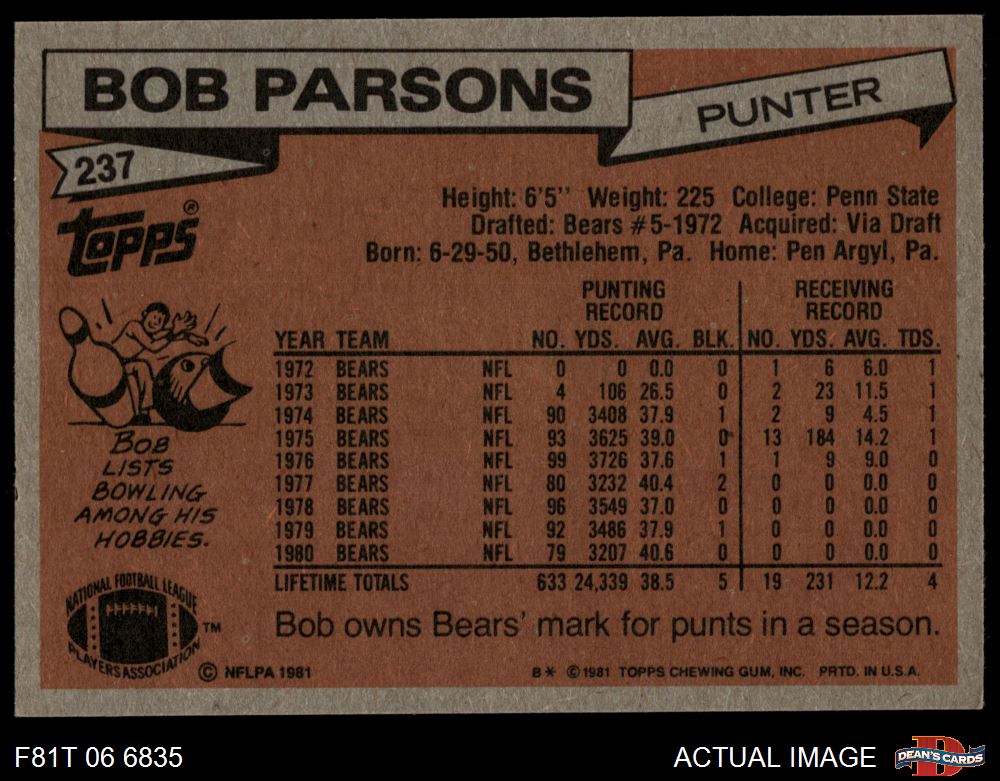 BOB PARSONS
PUNTER
237
TOPPS®
Height: 6'5'' Weight: 225 College: Penn State
Drafted: Bears #5-1972 Acquired: Via Draft
Born: 6-29-50, Bethlehem, Pa. Home: Pen Argyl, Pa.
PUNTING RECORD RECEIVING RECORD
YEAR TEAM NO. YDS. AVG. BLK. NO. YDS. AVG. TDS.
1972 BEARS NFL 0 0 0.0 0 1 6 6.0 1
1973 BEARS NFL 4 106 26.5 0 2 23 11.5 1
1974 BEARS NFL 90 3408 37.9 1 2 9 4.5 1
1975 BEARS NFL 93 3625 39.0 0 13 184 14.2 1
1976 BEARS NFL 99 3726 37.6 1 1 9 9.0 0
1977 BEARS NFL 80 3232 40.4 2 0 0 0.0 0
1978 BEARS NFL 96 3549 37.0 0 0 0 0.0 0
1979 BEARS NFL 92 3486 37.9 1 0 0 0.0 0
1980 BEARS NFL 79 3207 40.6 0 0 0 0.0 0
LIFETIME TOTALS 633 24,339 38.5 5 19 231 12.2 4
BOB
LISTS
BOWLING
AMONG HIS
HOBBIES.
NATIONAL FOOTBALL LEAGUE
PLAYERS ASSOCIATION
TM
Bob owns Bears' mark for punts in a season.
© NFLPA 1981
B* ©1981 TOPPS CHEWING GUM, INC. PRTD. IN U.S.A.
F81T 06 6835
ACTUAL IMAGE
D
DEAN'S CARDS